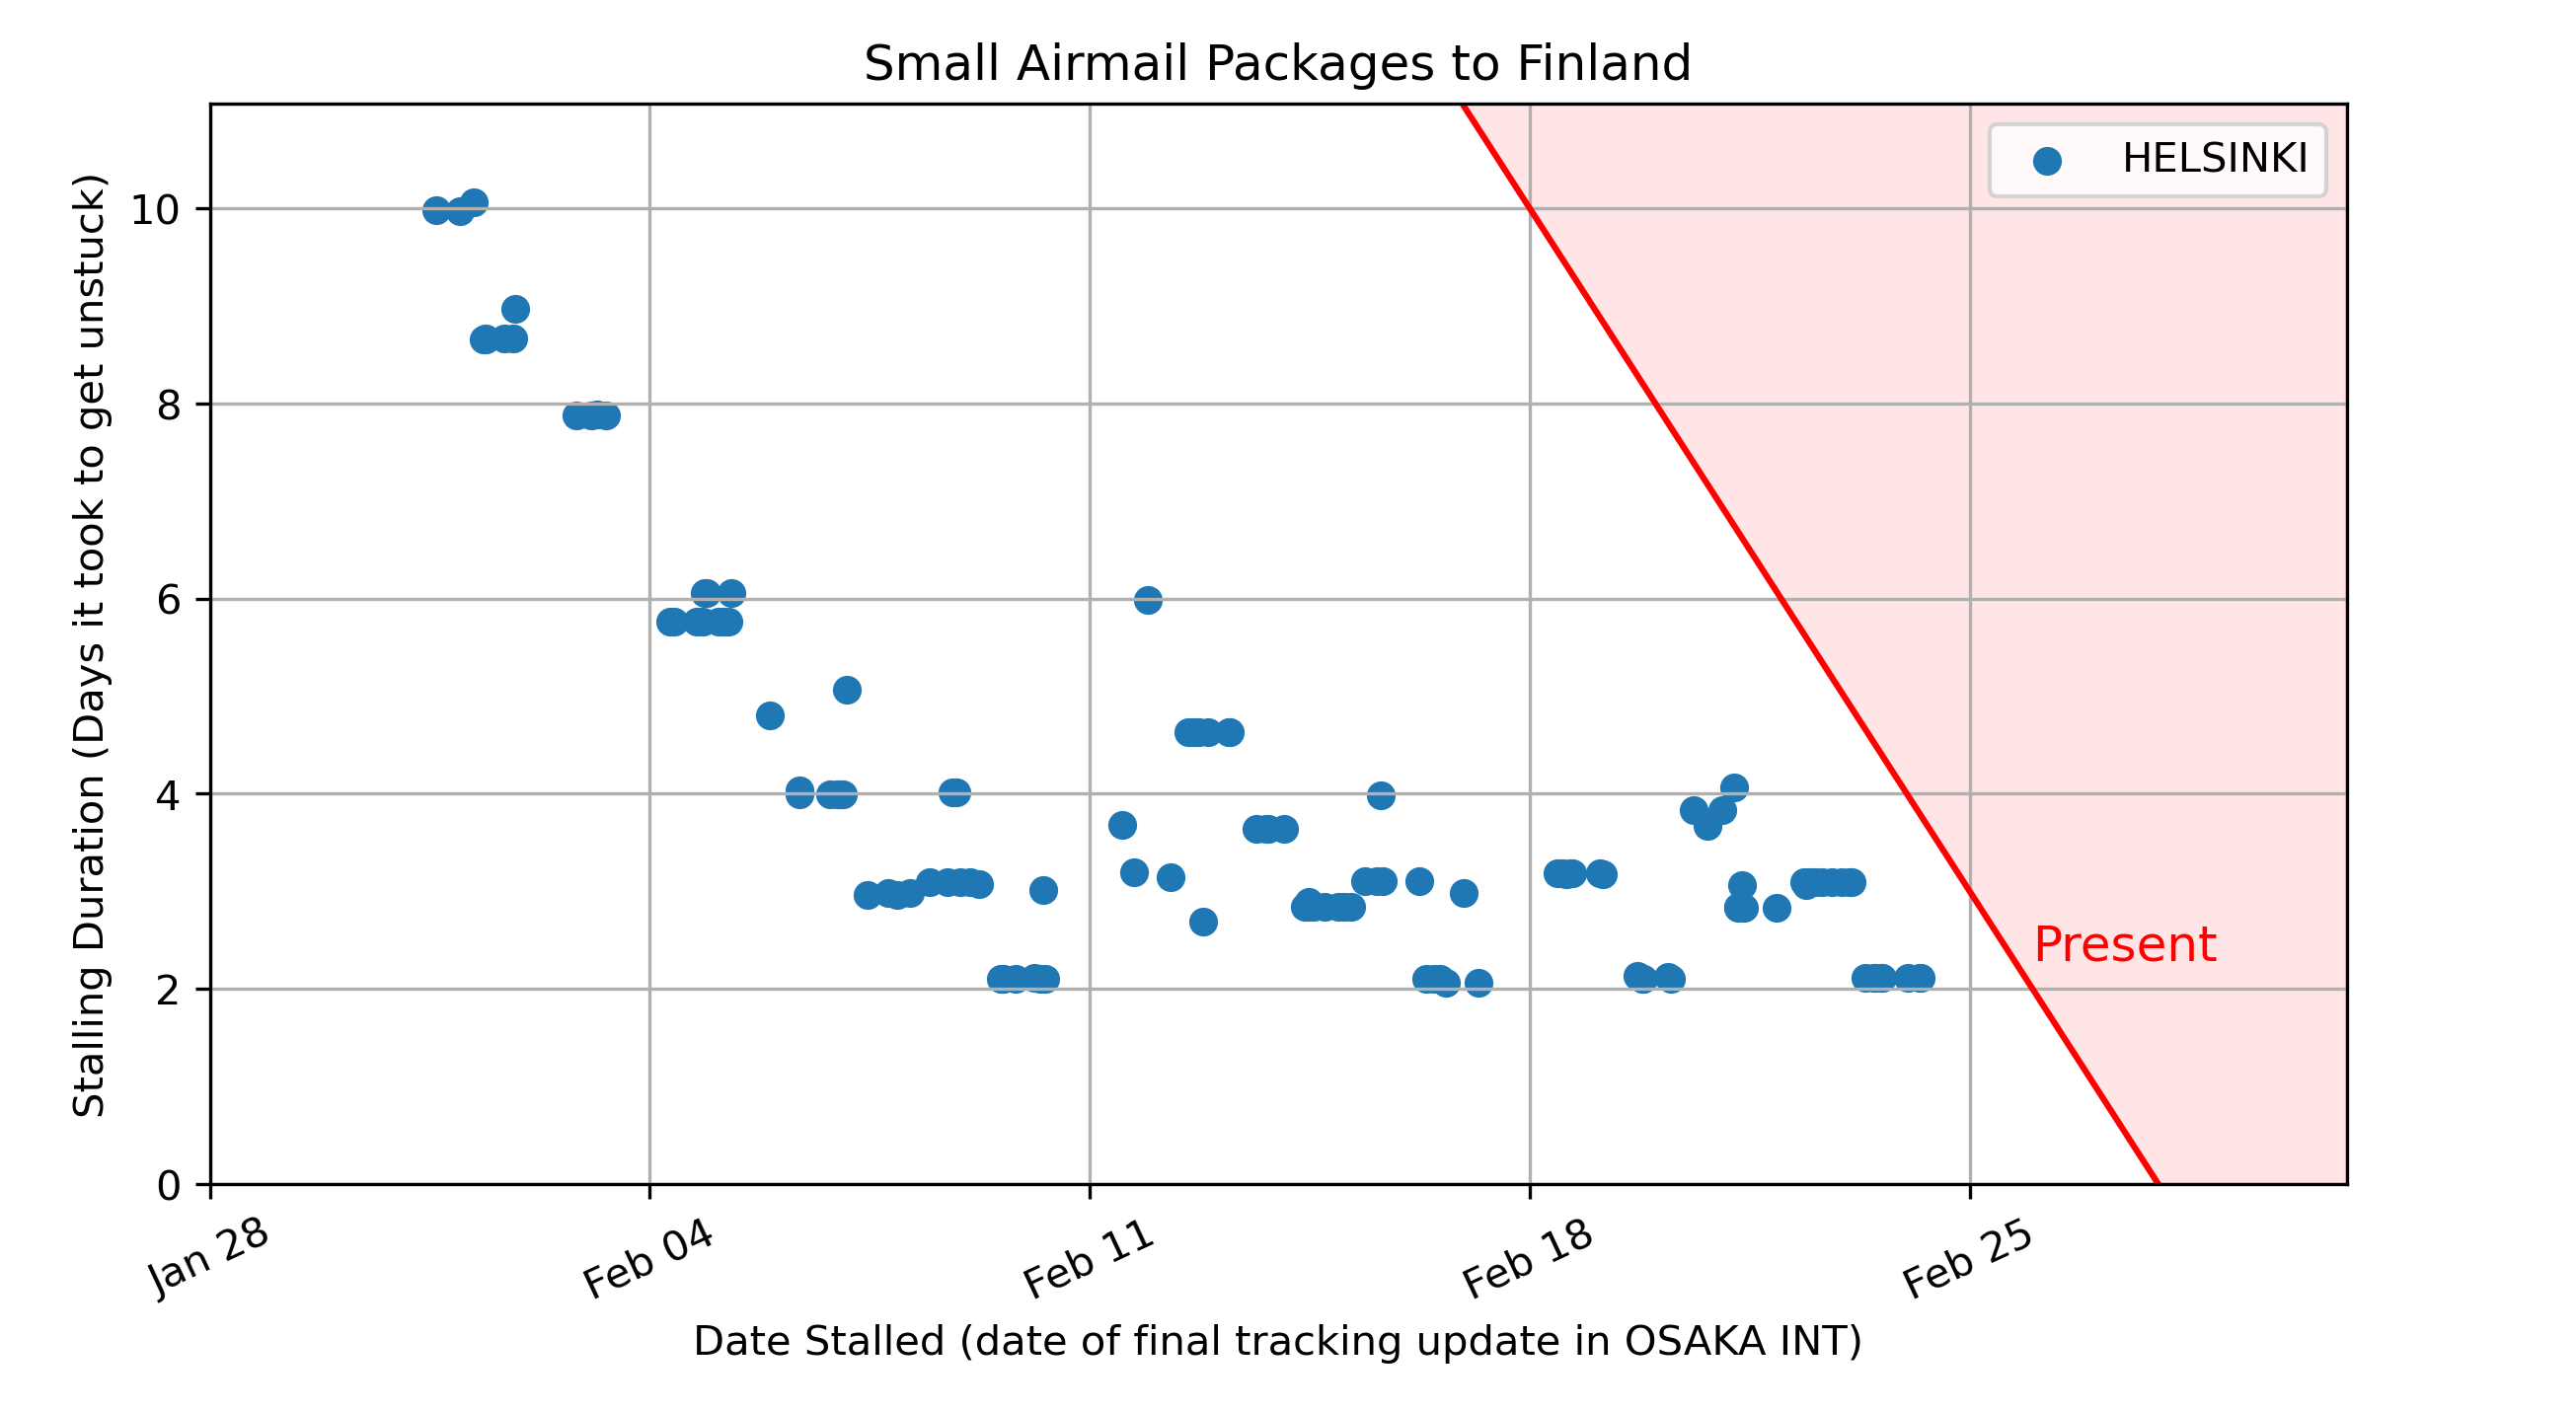 Small Airmail Packages to Finland
HELSINKI
Stalling Duration (Days it took to get unstuck)
10
8
6
4
2
0
Present
Jan 28
Feb 04
Feb 11
Feb 18
Feb 25
Date Stalled (date of final tracking update in OSAKA INT)